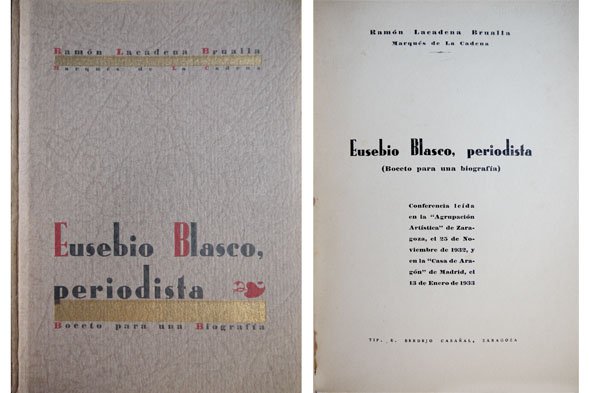 Ramón Lacadena Brualla
Marqués de La Cadena
Eusebio Blasco,
periodista
Boceto para una Biografía
Ramón Lacadena Brualla
Marqués de La Cadena
Eusebio Blasco, periodista
(Boceto para una biografía)
Conferencia leída
en la "Agrupación
Artística" de Zara-
goza, el 25 de No-
viembre de 1932, y
en la "Casa de Ara-
gón" de Madrid, el
13 de Enero de 1933
TIP. E. BERDEJO CASAÑAL, ZARAGOZA